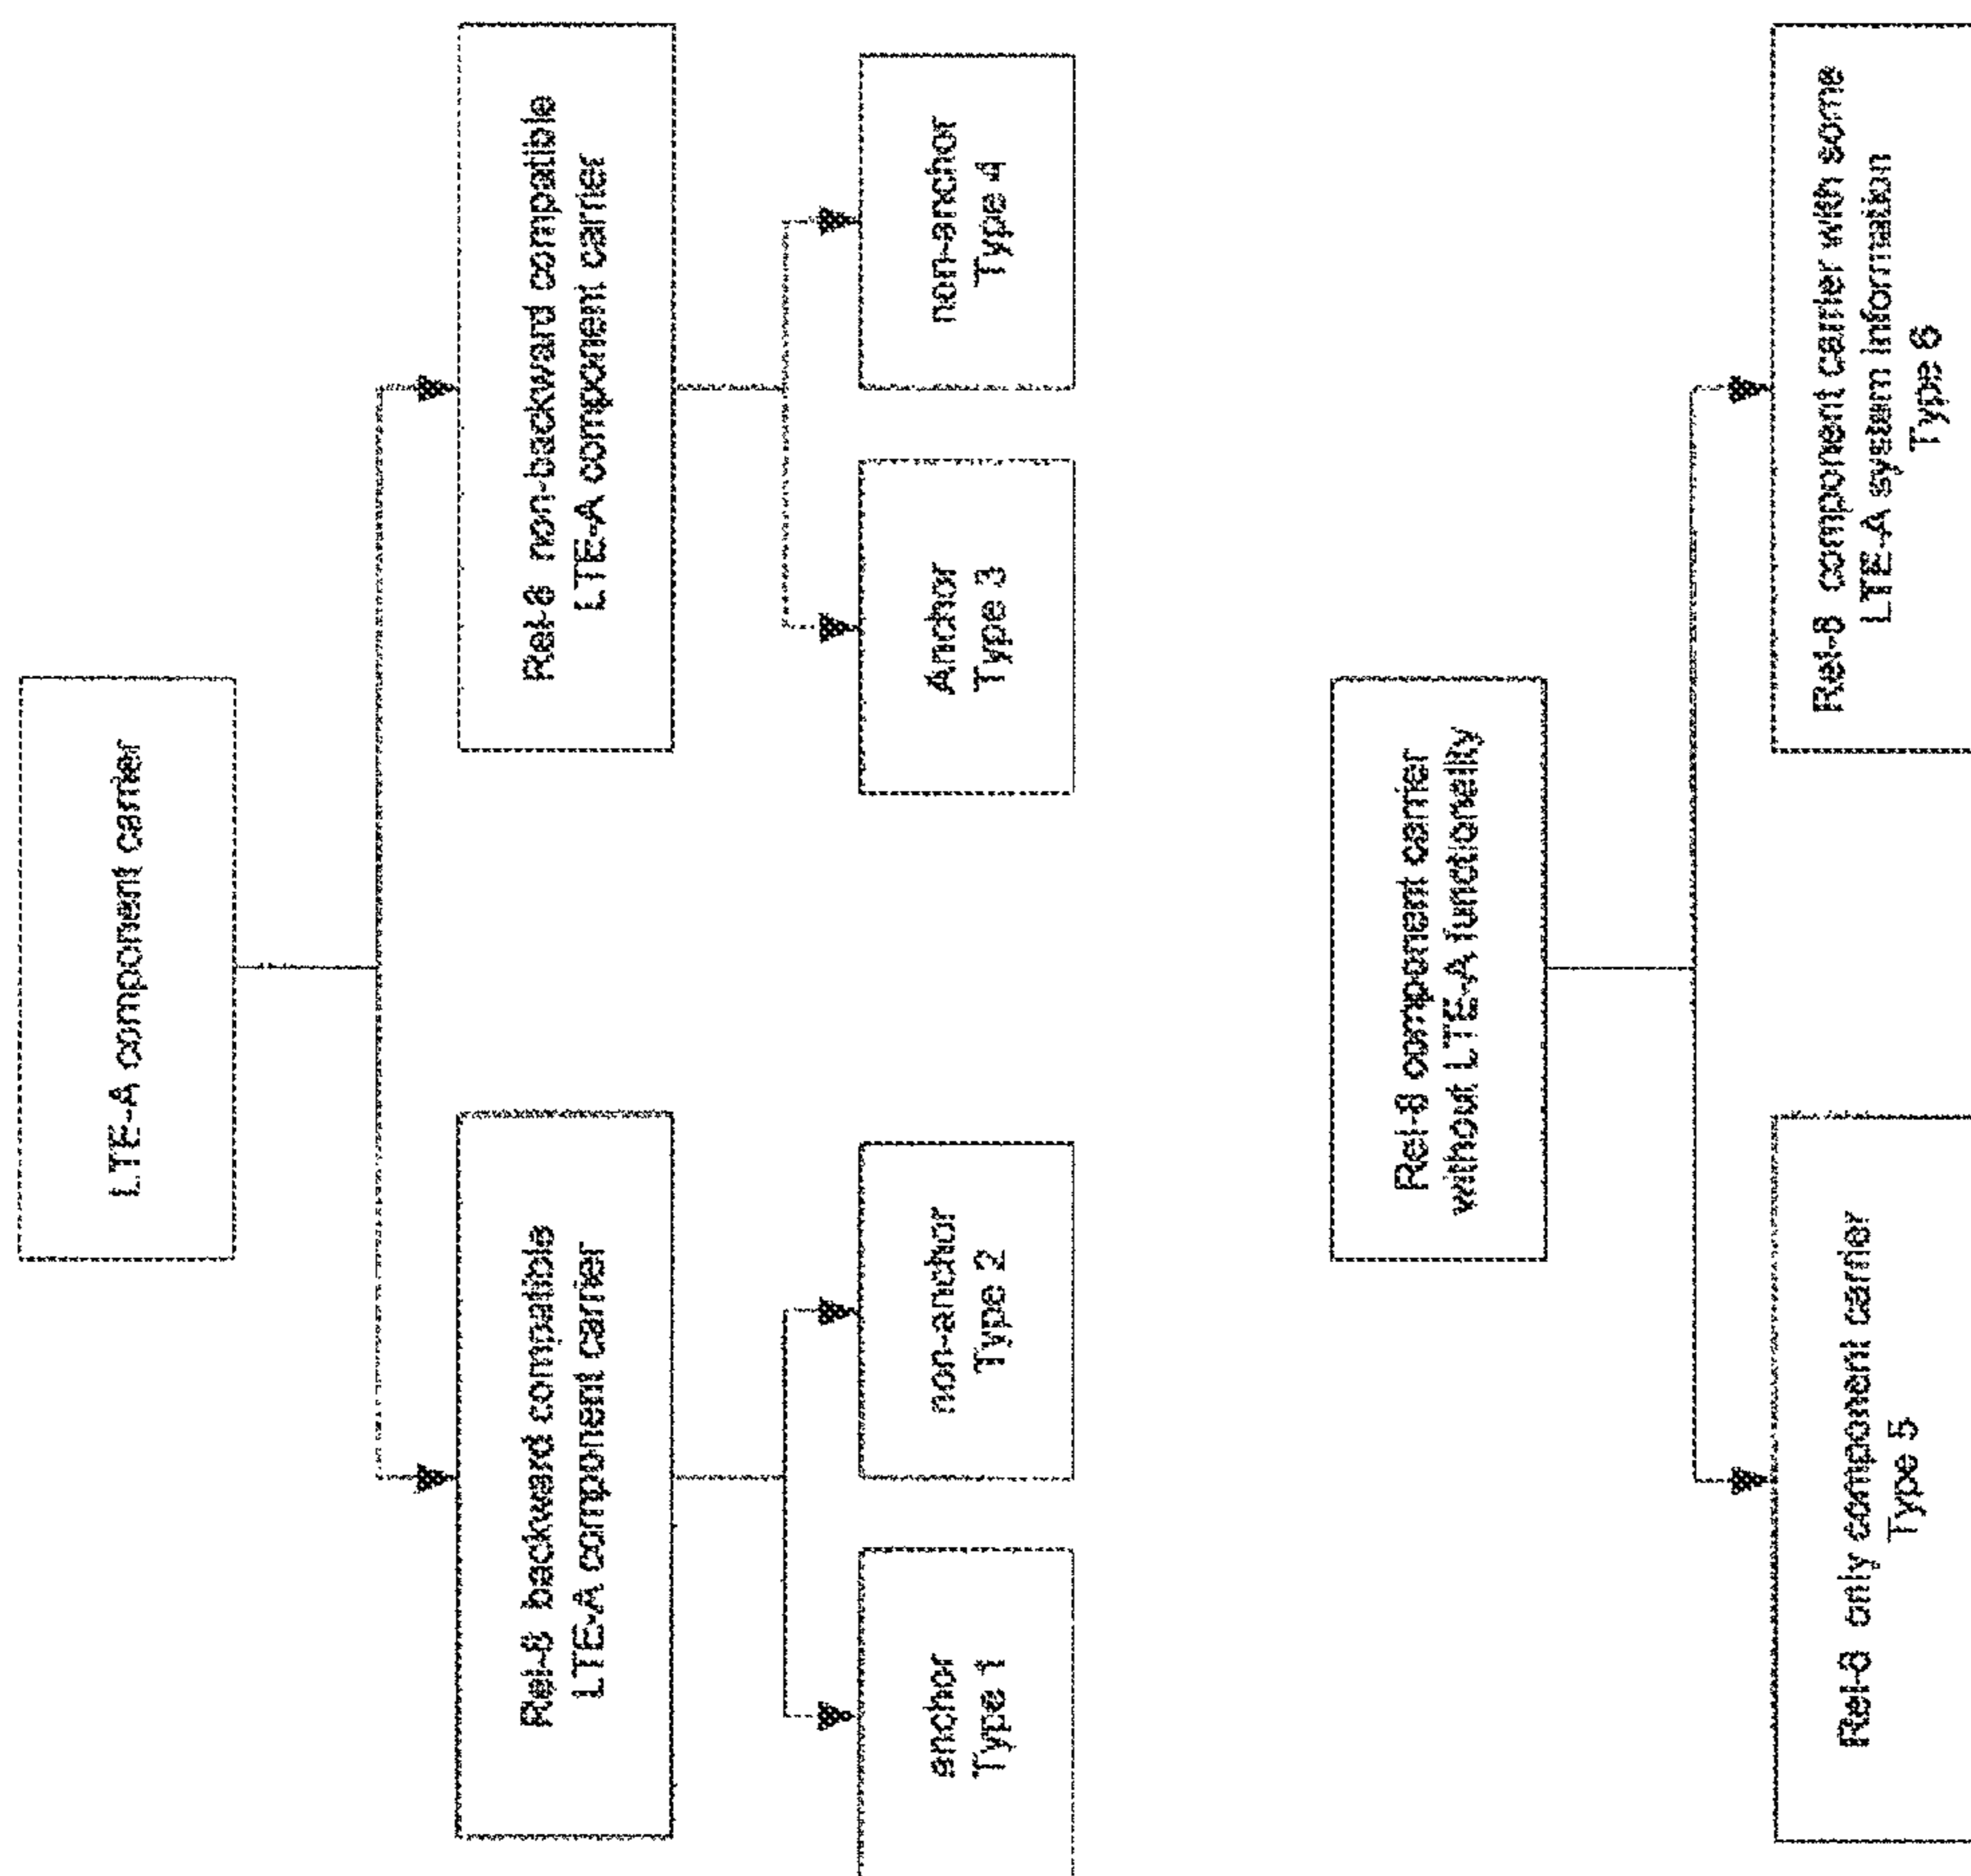 LTE-A component carrier
Rel-8 backward compatible
LTE-A component carrier
Rel-8 non-backward compatible
LTE-A component carrier
anchor
Type 1
non-anchor
Type 2
Anchor
Type 3
non-anchor
Type 4
Rel-8 component carrier
without LTE-A functionality
Rel-8 only component carrier
Type 5
Rel-8 component carrier with some
LTE-A system information
Type 6